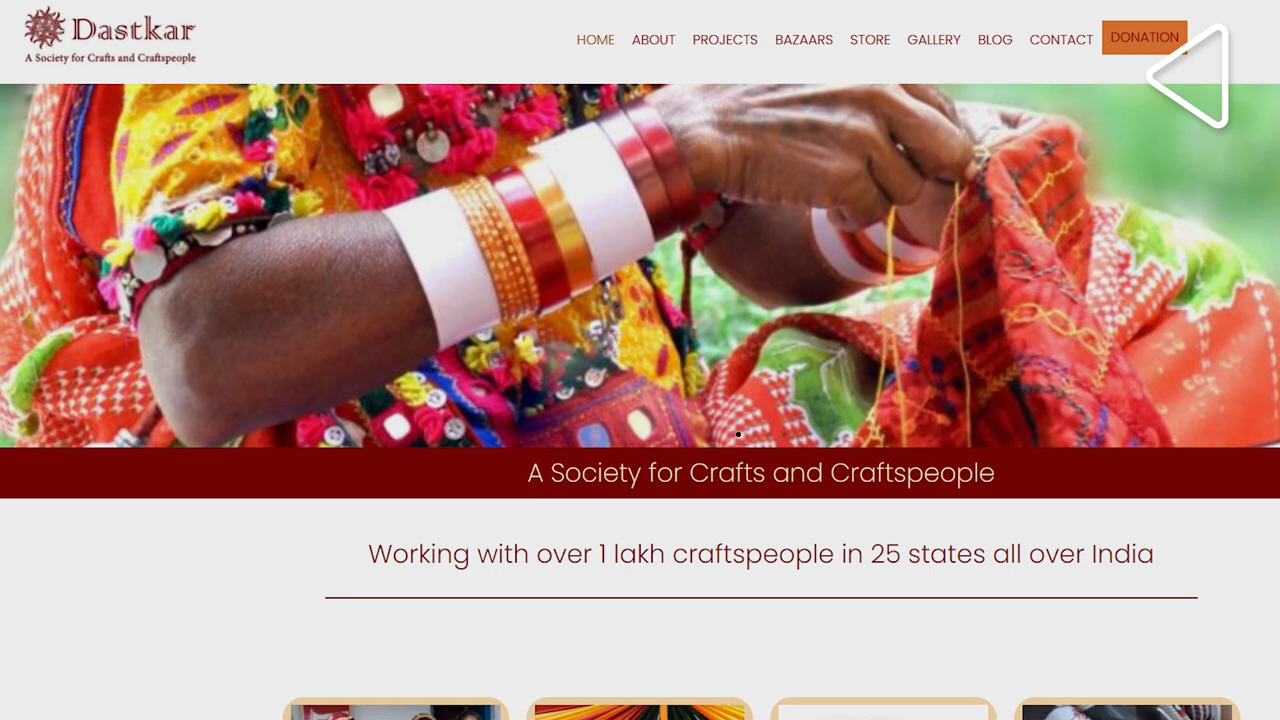 Dastkar
A Society for Crafts and Craftspeople
HOME ABOUT PROJECTS BAZAARS STORE GALLERY BLOG CONTACT DONATION
A Society for Crafts and Craftspeople
Working with over 1 lakh craftspeople in 25 states all over India